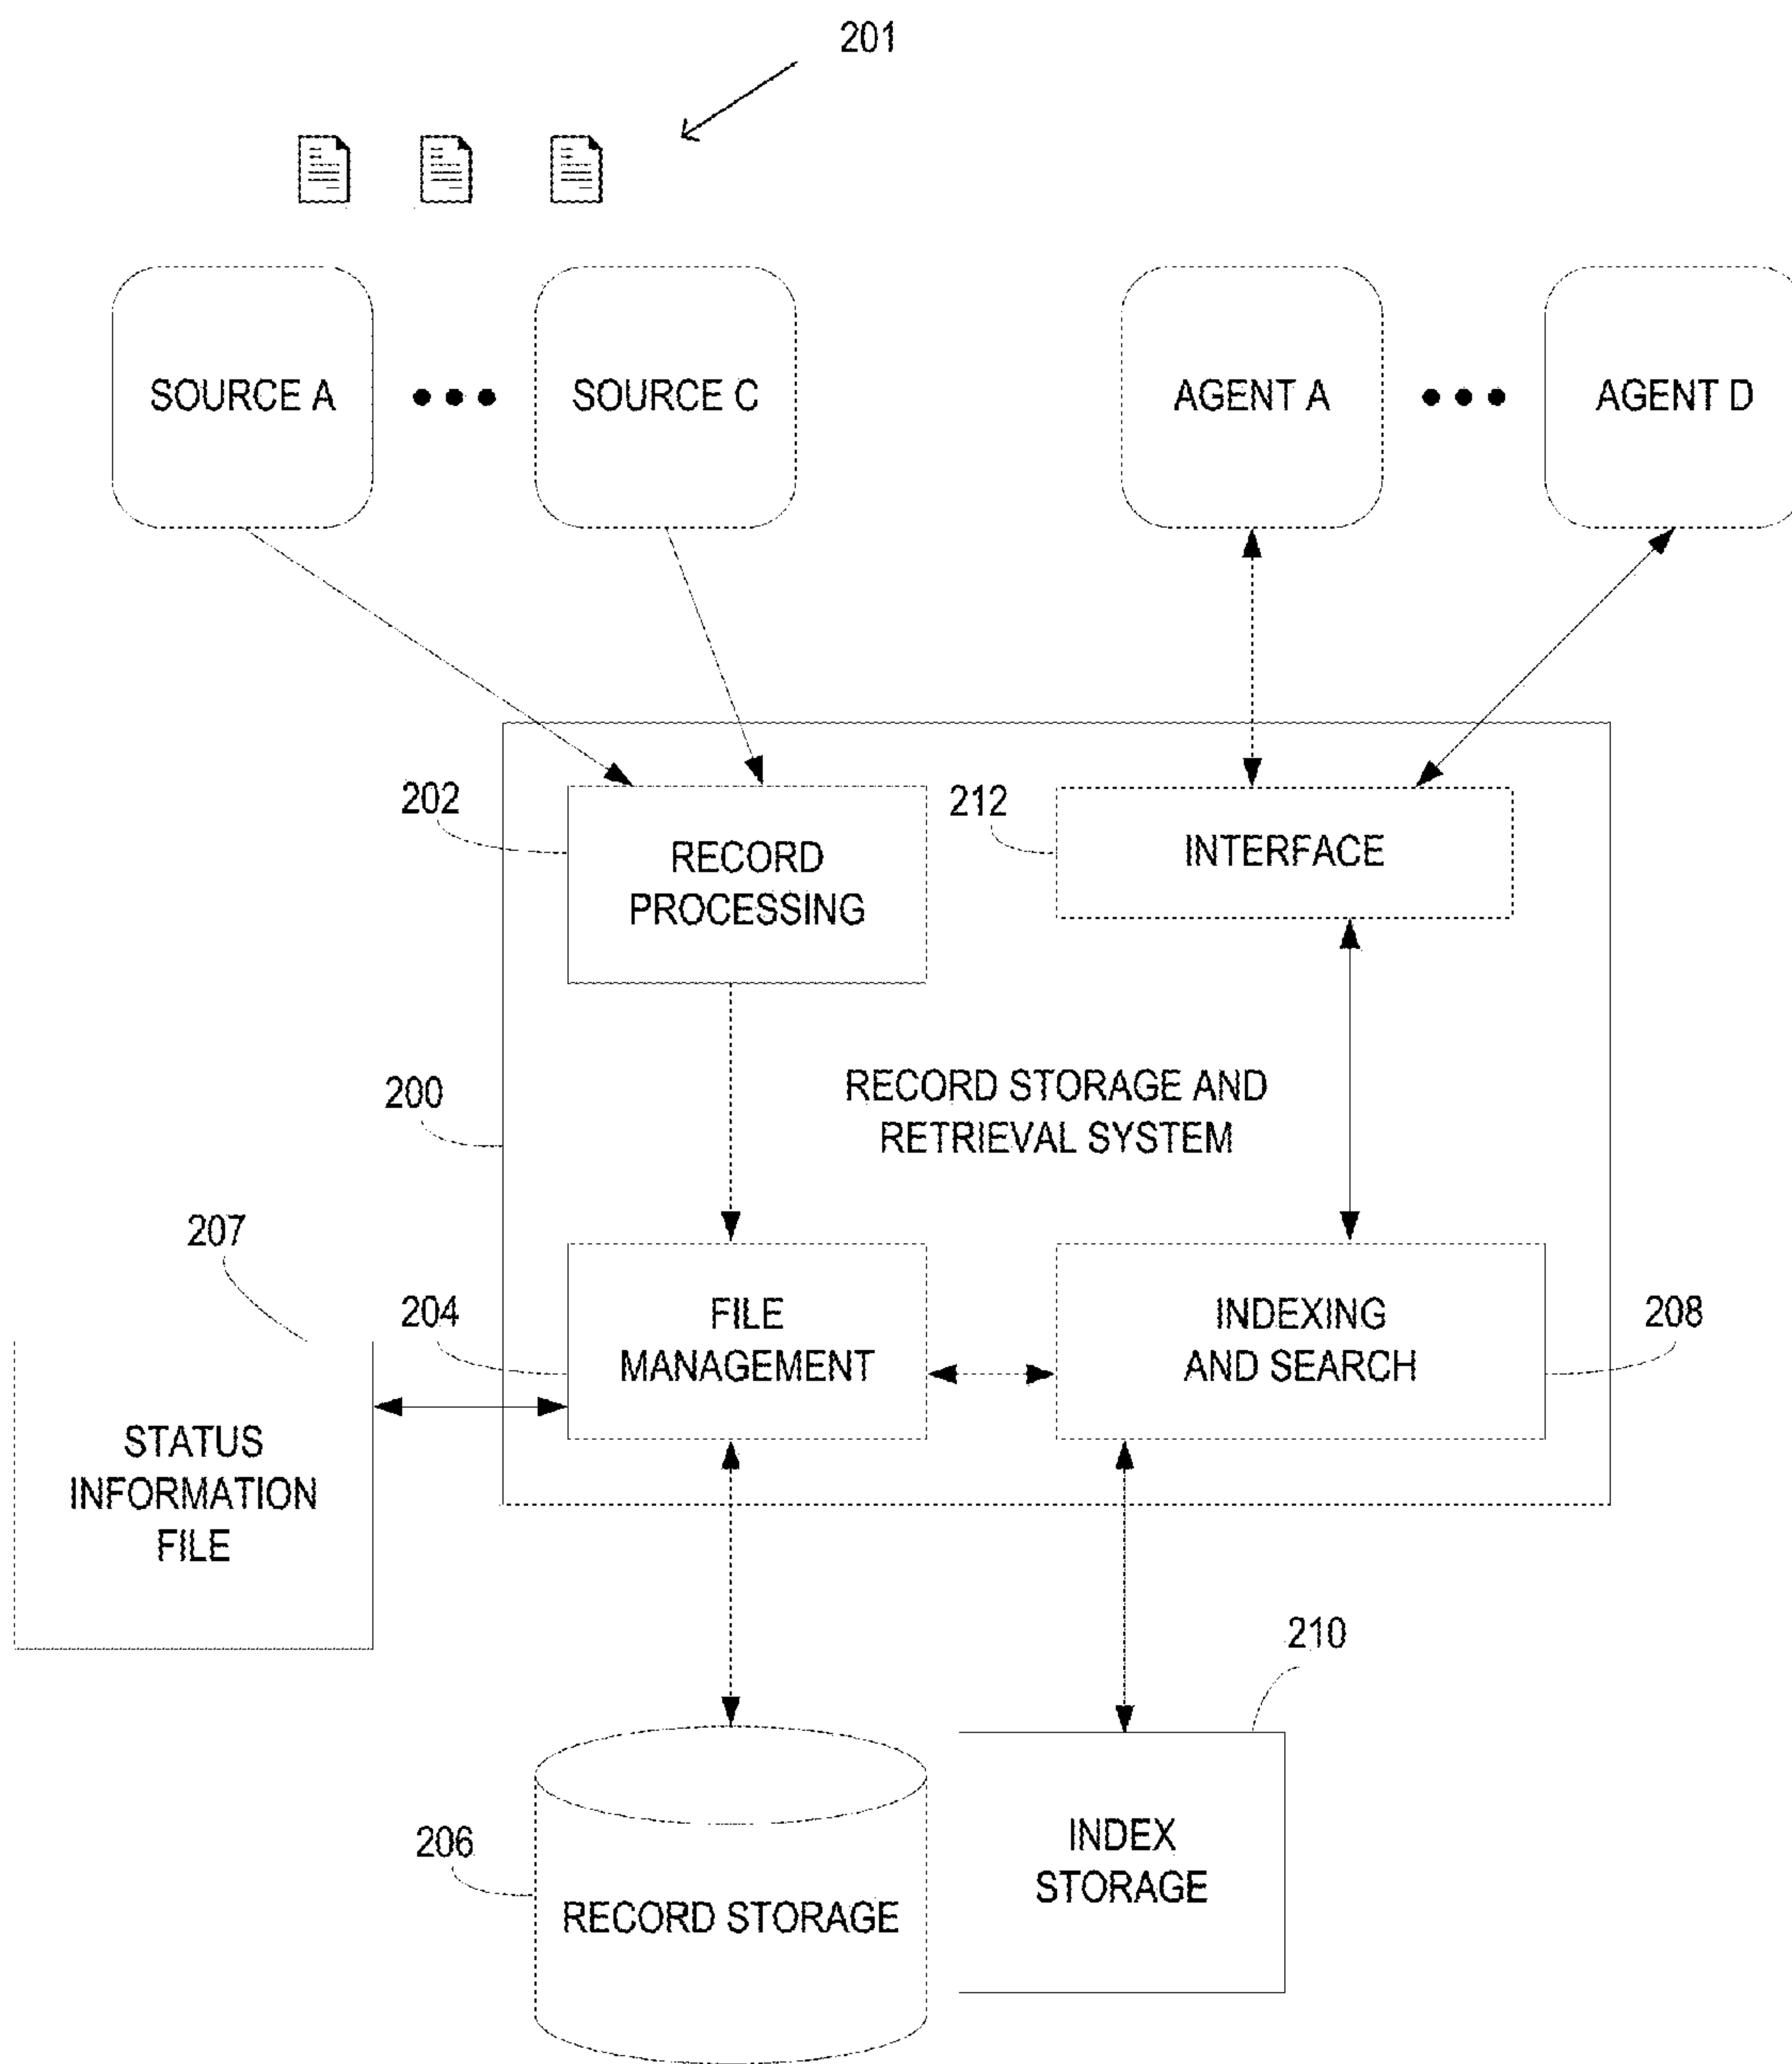 201
SOURCE A
SOURCE C
AGENT A
AGENT D
202
RECORD
PROCESSING
212
INTERFACE
200
RECORD STORAGE AND
RETRIEVAL SYSTEM
207
204
FILE
MANAGEMENT
INDEXING
AND SEARCH
208
STATUS
INFORMATION
FILE
210
206
RECORD STORAGE
INDEX
STORAGE